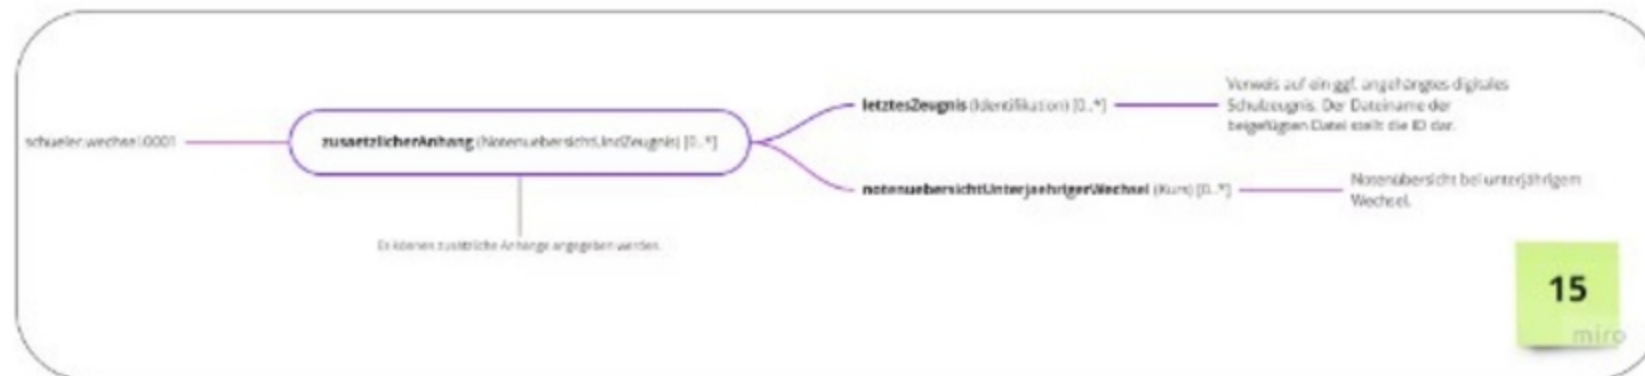 schueler.wechsel.0001
zusaetzlicherAnhang (NotenuebersichtUndZeugnis) [0..*]
Es können zusätzliche Anhänge angegeben werden.
letztesZeugnis (Identifikation) [0..*]
Verweis auf ein ggf. angehängtes digitales
Schulzeugnis. Der Dateiname der
beigefügten Datei stellt die ID dar.
notenuebersichtUnterjaehrigerWechsel (Kurs) [0..*]
Notenübersicht bei unterjährigem
Wechsel.
15
miro